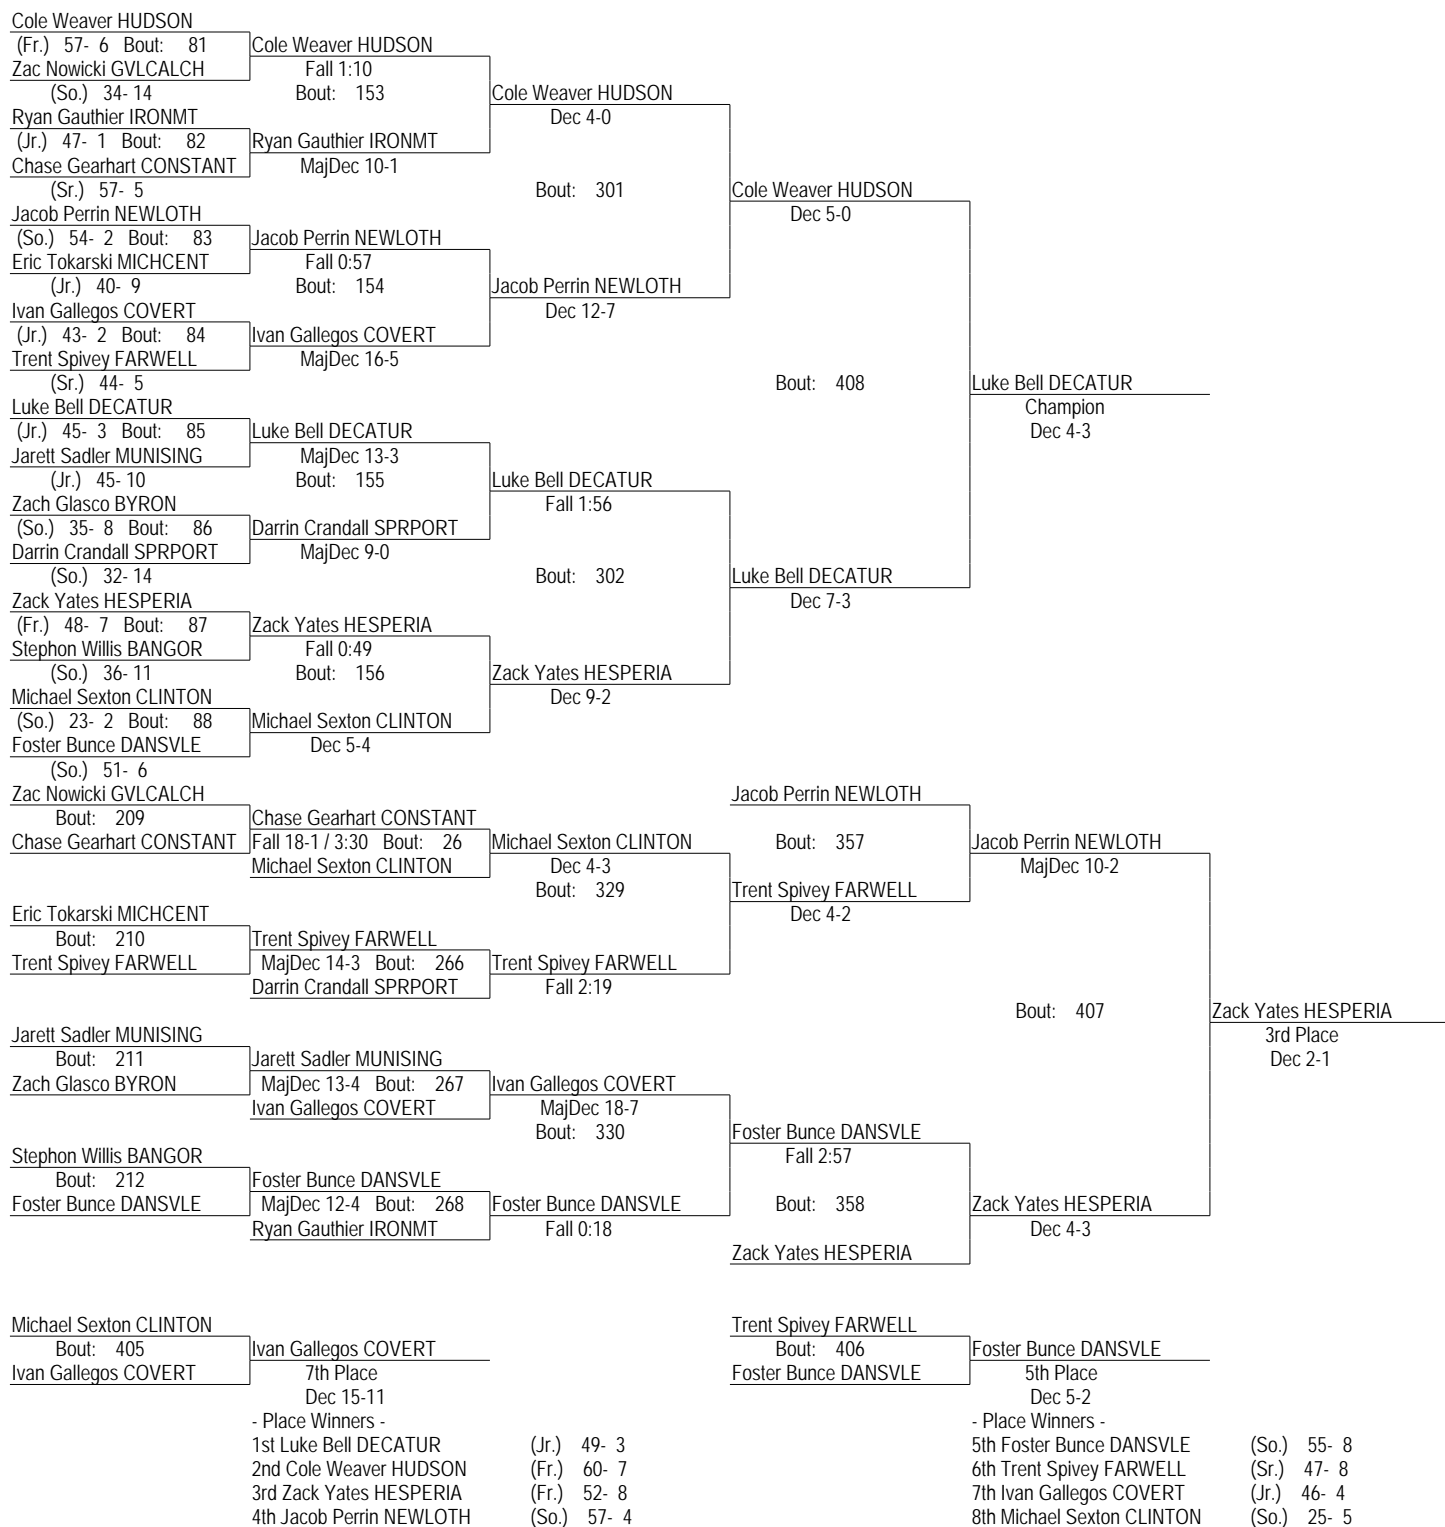 Cole Weaver HUDSON
(Fr.) 57- 6 Bout: 81 Cole Weaver HUDSON
Zac Nowicki GVLCALCH Fall 1:10
(So.) 34- 14 Bout: 153 Cole Weaver HUDSON
Ryan Gauthier IRONMT Dec 4-0
(Jr.) 47- 1 Bout: 82 Ryan Gauthier IRONMT
Chase Gearhart CONSTANT MajDec 10-1
(Sr.) 57- 5 Bout: 301 Cole Weaver HUDSON
Jacob Perrin NEWLOTH Dec 5-0
(So.) 54- 2 Bout: 83 Jacob Perrin NEWLOTH
Eric Tokarski MICHCENT Fall 0:57
(Jr.) 40- 9 Bout: 154 Jacob Perrin NEWLOTH
Ivan Gallegos COVERT Dec 12-7
(Jr.) 43- 2 Bout: 84 Ivan Gallegos COVERT
Trent Spivey FARWELL MajDec 16-5
(Sr.) 44- 5 Bout: 408 Luke Bell DECATUR
Luke Bell DECATUR Champion
(Jr.) 45- 3 Bout: 85 Luke Bell DECATUR Dec 4-3
Jarett Sadler MUNISING MajDec 13-3
(Jr.) 45- 10 Bout: 155 Luke Bell DECATUR
Zach Glasco BYRON Fall 1:56
(So.) 35- 8 Bout: 86 Darrin Crandall SPRPORT
Darrin Crandall SPRPORT MajDec 9-0
(So.) 32- 14 Bout: 302 Luke Bell DECATUR
Zack Yates HESPERIA Dec 7-3
(Fr.) 48- 7 Bout: 87 Zack Yates HESPERIA
Stephon Willis BANGOR Fall 0:49
(So.) 36- 11 Bout: 156 Zack Yates HESPERIA
Michael Sexton CLINTON Dec 9-2
(So.) 23- 2 Bout: 88 Michael Sexton CLINTON
Foster Bunce DANSVLE Dec 5-4
(So.) 51- 6
Zac Nowicki GVLCALCH Jacob Perrin NEWLOTH
Bout: 209 Chase Gearhart CONSTANT
Chase Gearhart CONSTANT Fall 18-1 / 3:30 Bout: 26 Michael Sexton CLINTON Bout: 357 Jacob Perrin NEWLOTH
Michael Sexton CLINTON Dec 4-3 MajDec 10-2
Bout: 329 Trent Spivey FARWELL
Eric Tokarski MICHCENT Dec 4-2
Bout: 210 Trent Spivey FARWELL
Trent Spivey FARWELL MajDec 14-3 Bout: 266 Trent Spivey FARWELL
Darrin Crandall SPRPORT Fall 2:19
Bout: 407 Zack Yates HESPERIA
Jarett Sadler MUNISING 3rd Place
Bout: 211 Jarett Sadler MUNISING Dec 2-1
Zach Glasco BYRON MajDec 13-4 Bout: 267 Ivan Gallegos COVERT
Ivan Gallegos COVERT MajDec 18-7
Bout: 330 Foster Bunce DANSVLE
Stephon Willis BANGOR Fall 2:57
Bout: 212 Foster Bunce DANSVLE
Foster Bunce DANSVLE MajDec 12-4 Bout: 268 Foster Bunce DANSVLE Bout: 358 Zack Yates HESPERIA
Ryan Gauthier IRONMT Fall 0:18 Dec 4-3
Zack Yates HESPERIA
Michael Sexton CLINTON Trent Spivey FARWELL
Bout: 405 Ivan Gallegos COVERT Bout: 406 Foster Bunce DANSVLE
Ivan Gallegos COVERT 7th Place Foster Bunce DANSVLE 5th Place
Dec 15-11 Dec 5-2
- Place Winners - - Place Winners -
1st Luke Bell DECATUR (Jr.) 49- 3 5th Foster Bunce DANSVLE (So.) 55- 8
2nd Cole Weaver HUDSON (Fr.) 60- 7 6th Trent Spivey FARWELL (Sr.) 47- 8
3rd Zack Yates HESPERIA (Fr.) 52- 8 7th Ivan Gallegos COVERT (Jr.) 46- 4
4th Jacob Perrin NEWLOTH (So.) 57- 4 8th Michael Sexton CLINTON (So.) 25- 5